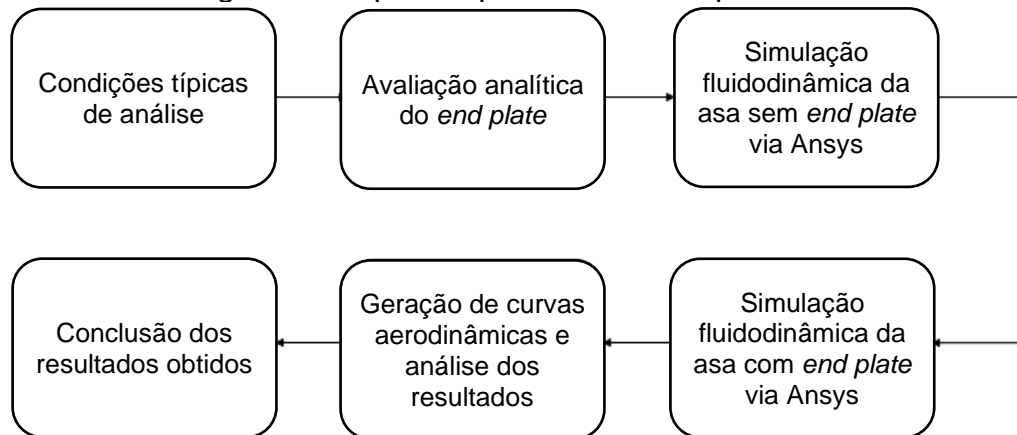 Condições típicas
de análise
Avaliação analítica
do end plate
Simulação
fluidodinâmica da
asa sem end plate
via Ansys
Conclusão dos
resultados obtidos
Geração de curvas
aerodinâmicas e
análise dos
resultados
Simulação
fluidodinâmica da
asa com end plate
via Ansys